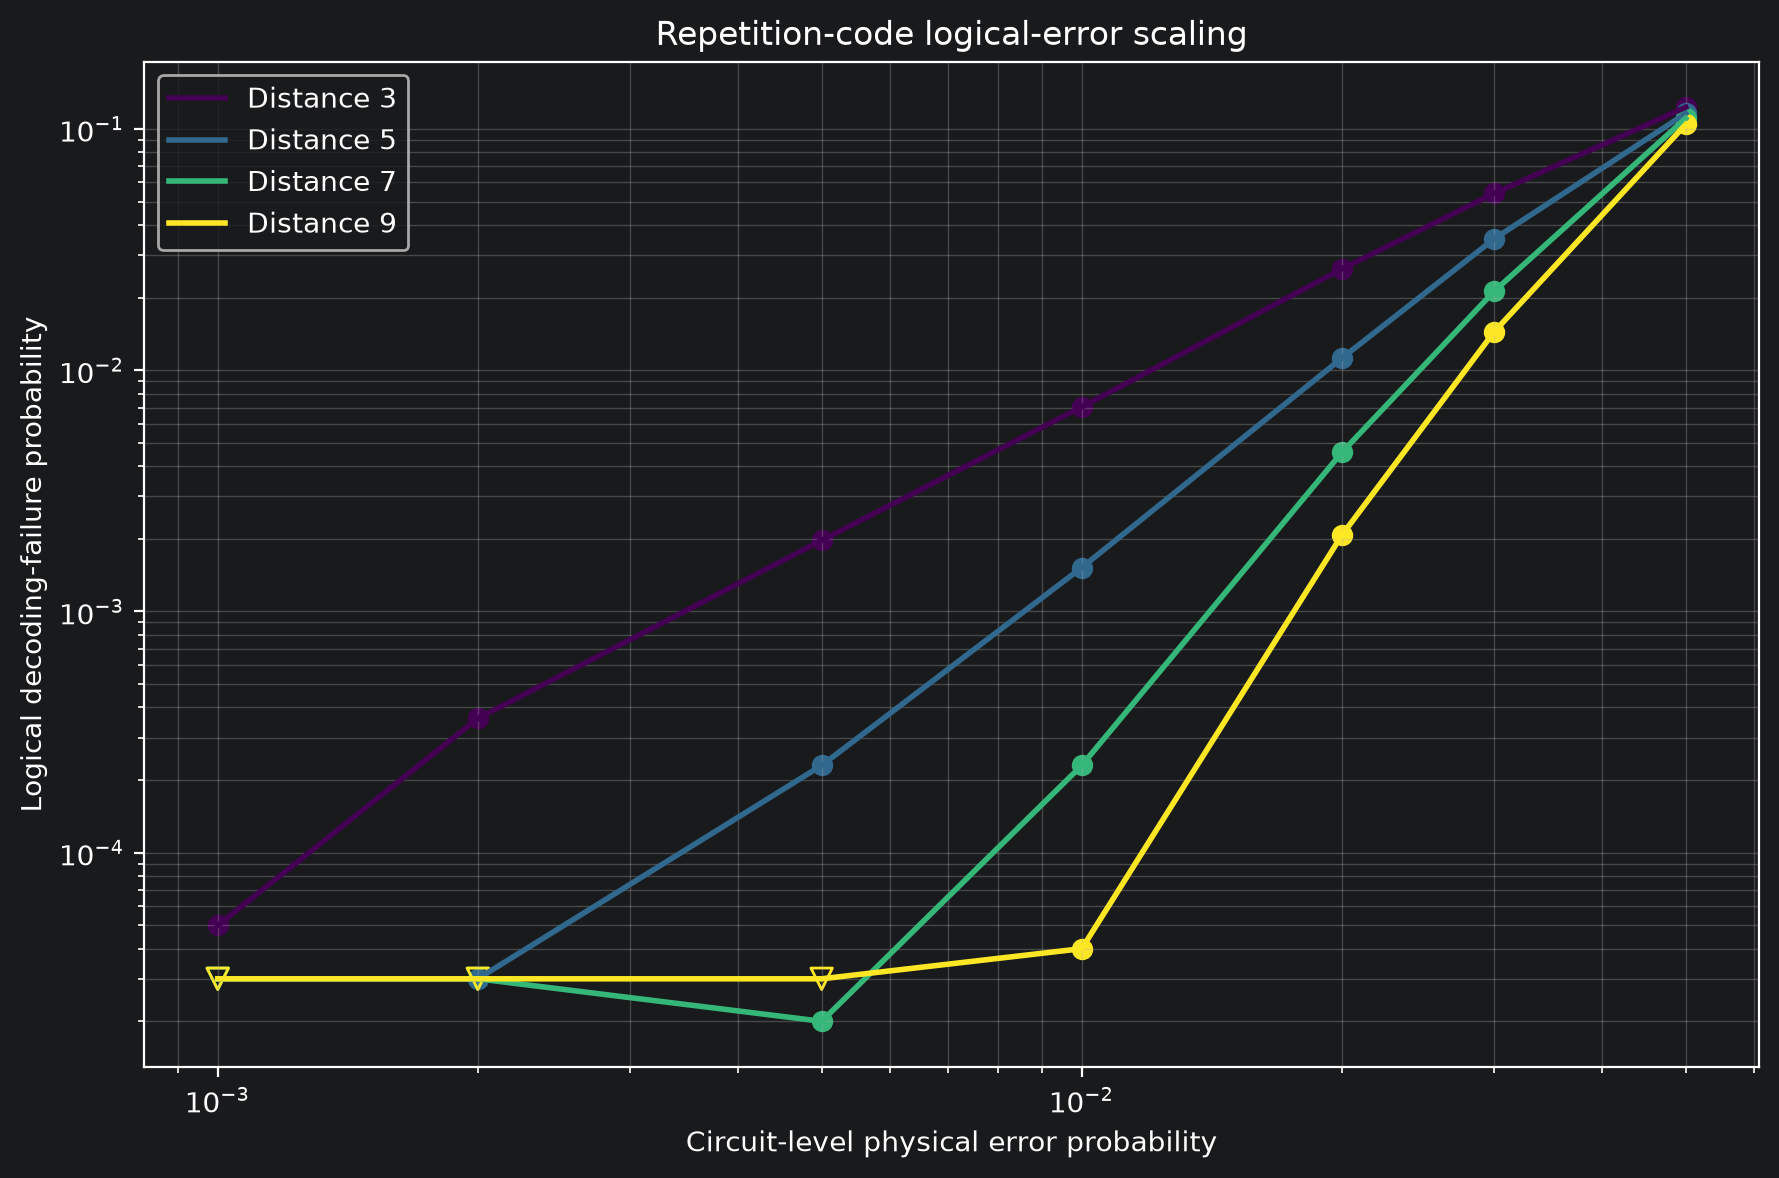 Repetition-code logical-error scaling
Distance 3
Distance 5
Distance 7
Distance 9
Logical decoding-failure probability
10⁻¹
10⁻²
10⁻³
10⁻⁴
10⁻³
10⁻²
Circuit-level physical error probability